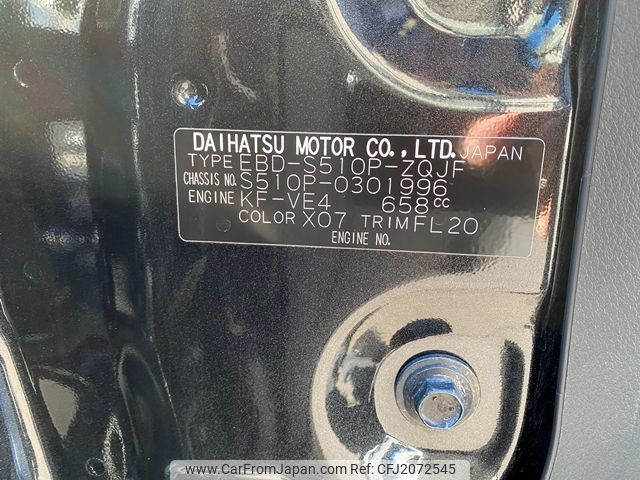 DAIHATSU MOTOR CO., LTD. JAPAN
TYPE EBD-S510P-ZQJF
CHASSIS NO. S510P-0301996
ENGINE KF-VE4 658cc
COLOR X07 TRIM FL20
ENGINE NO.
© CarFromJapan.com - Ref: CFJ2072545